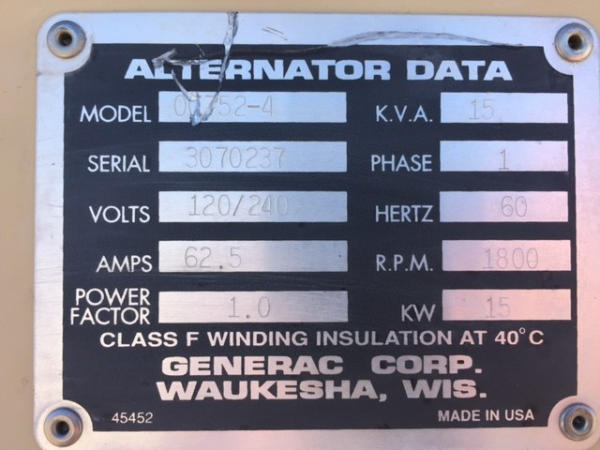 ALTERNATOR DATA
MODEL K.V.A. 15
SERIAL 3070237 PHASE 1
VOLTS 120/240 HERTZ 60
AMPS 62.5 R.P.M. 1800
POWER
FACTOR 1.0 KW 15
CLASS F WINDING INSULATION AT 40°C
GENERAC CORP.
WAUKESHA, WIS.
45452 MADE IN USA